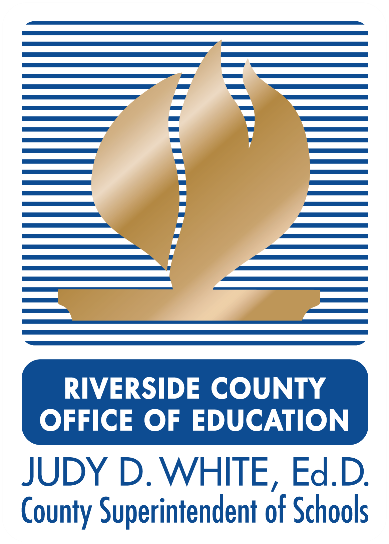 RIVERSIDE COUNTY
OFFICE OF EDUCATION
JUDY D. WHITE, Ed.D.
County Superintendent of Schools